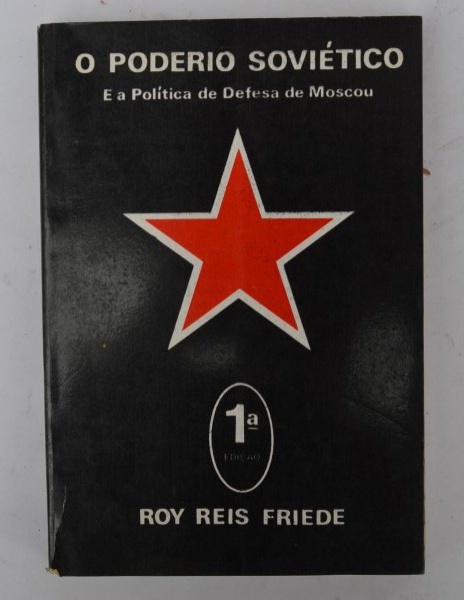 O PODERIO SOVIÉTICO
E a Política de Defesa de Moscou
1ª
EDIÇÃO
ROY REIS FRIEDE